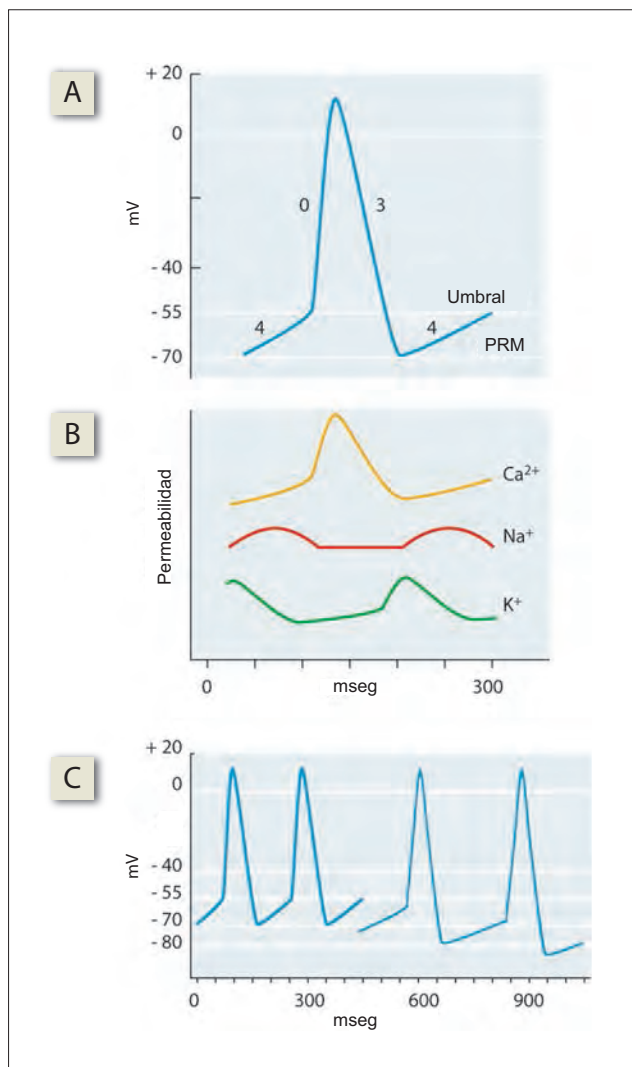 A
+ 20
0
- 40
- 55
- 70
mV
0
3
4
4
Umbral
PRM
B
Permeabilidad
Ca2+
Na+
K+
0
mseg
300
C
+ 20
0
- 40
- 55
- 70
- 80
mV
0
300
600
900
mseg